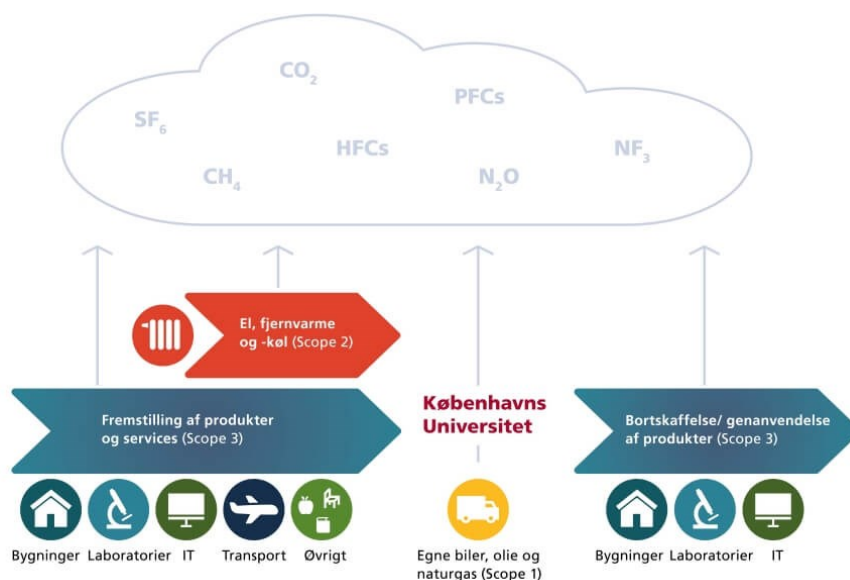 CO₂
PFCs
SF₆
HFCs
NF₃
CH₄
N₂O
El, fjernvarme
og -køl (Scope 2)
Fremstilling af produkter
og services (Scope 3)
Københavns
Universitet
Bortskaffelse/ genanvendelse
af produkter (Scope 3)
Bygninger Laboratorier IT Transport Øvrigt
Egne biler, olie og
naturgas (Scope 1)
Bygninger Laboratorier IT